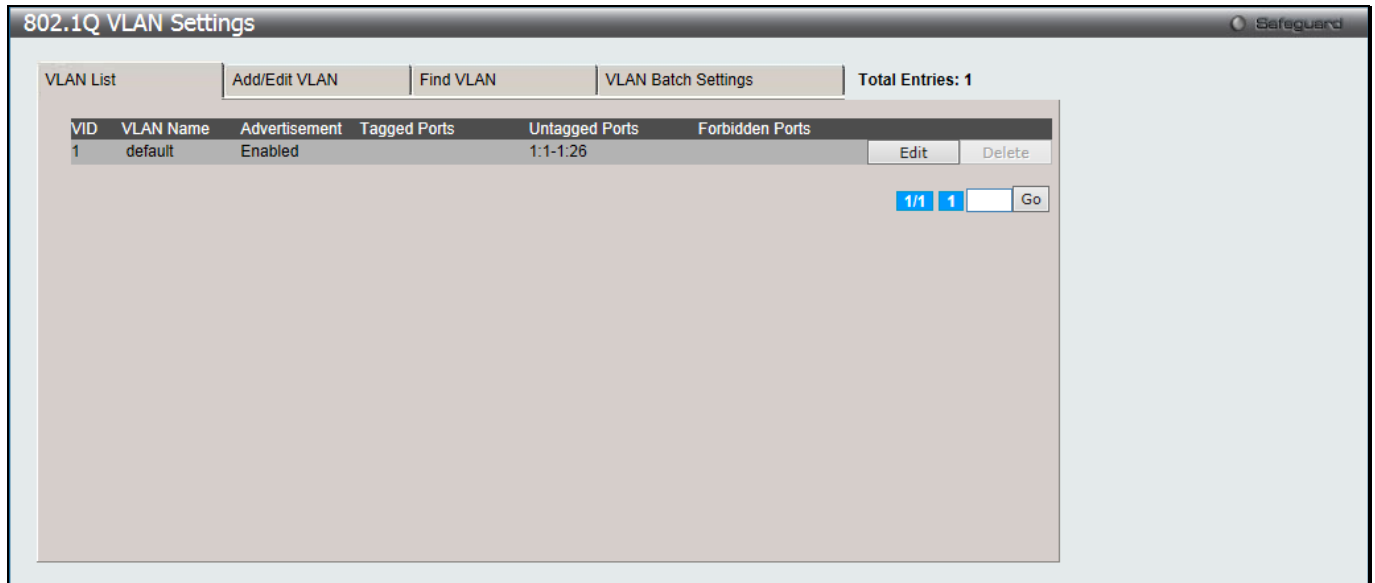 802.1Q VLAN Settings Safeguard
VLAN List Add/Edit VLAN Find VLAN VLAN Batch Settings Total Entries: 1
VID VLAN Name Advertisement Tagged Ports Untagged Ports Forbidden Ports
1 default Enabled 1:1-1:26 Edit Delete
1/1 1 Go